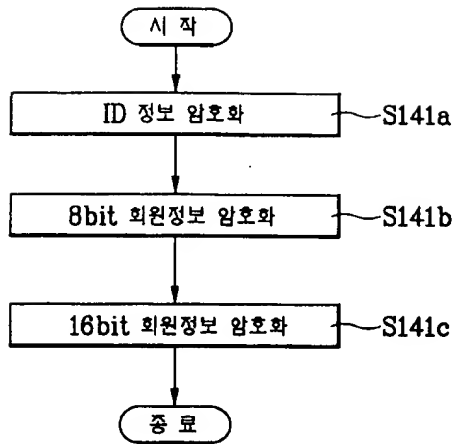 시 작
ID 정보 암호화
S141a
8bit 회원정보 암호화
S141b
16bit 회원정보 암호화
S141c
종 료